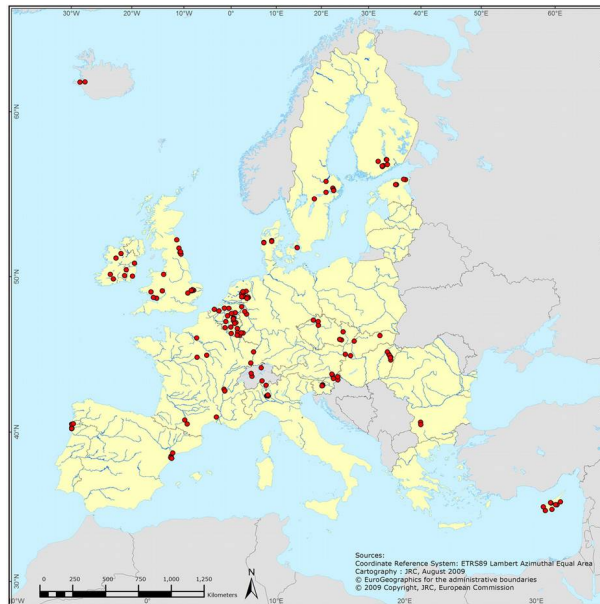 30°W 20°W 10°W 0°E 10°E 20°E 30°E 40°E 50°E 60°E
60°N
50°N
40°N
30°N
10°W 0° 10°E 20°E 30°E
0 250 500 750 1,000 1,250
Kilometers
N
Sources:
Coordinate Reference System: ETRS89 Lambert Azimuthal Equal Area
Cartography : JRC, August 2009
© EuroGeographics for the administrative boundaries
© 2009 Copyright, JRC, European Commission